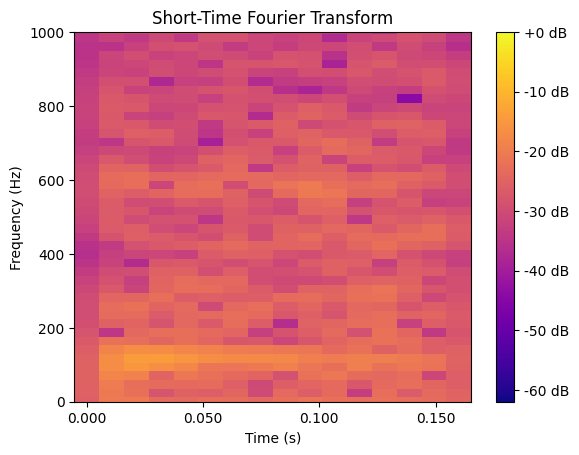 Short-Time Fourier Transform
1000
800
600
400
200
0
Frequency (Hz)
0.000
0.050
0.100
0.150
Time (s)
+0 dB
-10 dB
-20 dB
-30 dB
-40 dB
-50 dB
-60 dB